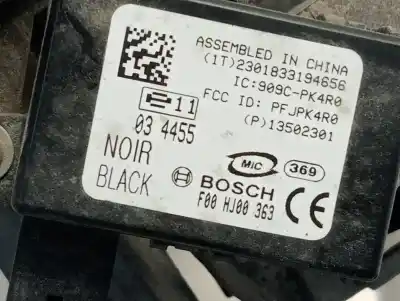 ASSEMBLED IN CHINA
(1T)2301833194656
IC:909C-PK4R0
FCC ID: PFJPK4R0
(P)13502301
e11
03 4455
NOIR
BLACK
MIC
369
BOSCH
F00 HJ00 363
CE